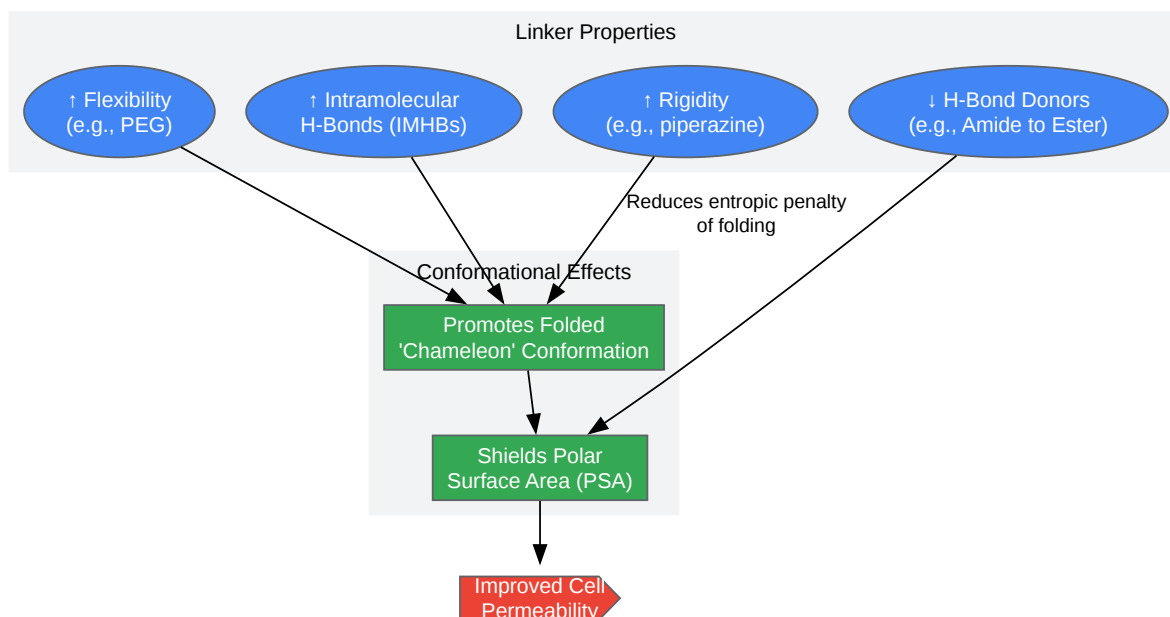 Linker Properties
↑ Flexibility
(e.g., PEG)
↑ Intramolecular
H-Bonds (IMHBs)
↑ Rigidity
(e.g., piperazine)
↓ H-Bond Donors
(e.g., Amide to Ester)
Reduces entropic penalty
of folding
Conformational Effects
Promotes Folded
'Chameleon' Conformation
Shields Polar
Surface Area (PSA)
Improved Cell
Permeability